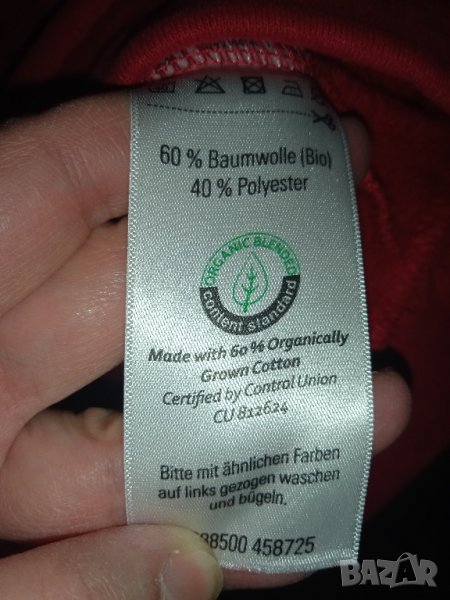 60 % Baumwolle (Bio)
40 % Polyester
ORGANIC BLENDED
content standard
Made with 60 % Organically
Grown Cotton
Certified by Control Union
CU 812624
Bitte mit ähnlichen Farben
auf links gezogen waschen
und bügeln.
88500 458725
BAZAR